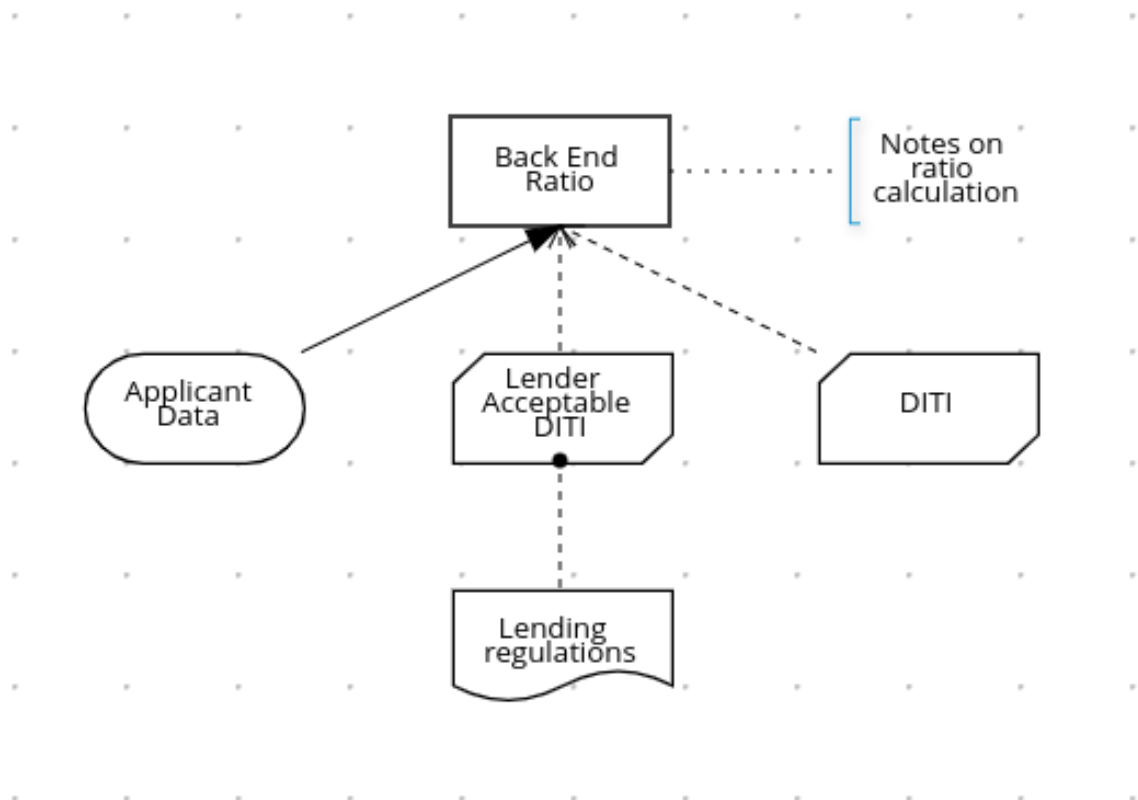 Back End
Ratio
Notes on
ratio
calculation
Applicant
Data
Lender
Acceptable
DITI
DITI
Lending
regulations